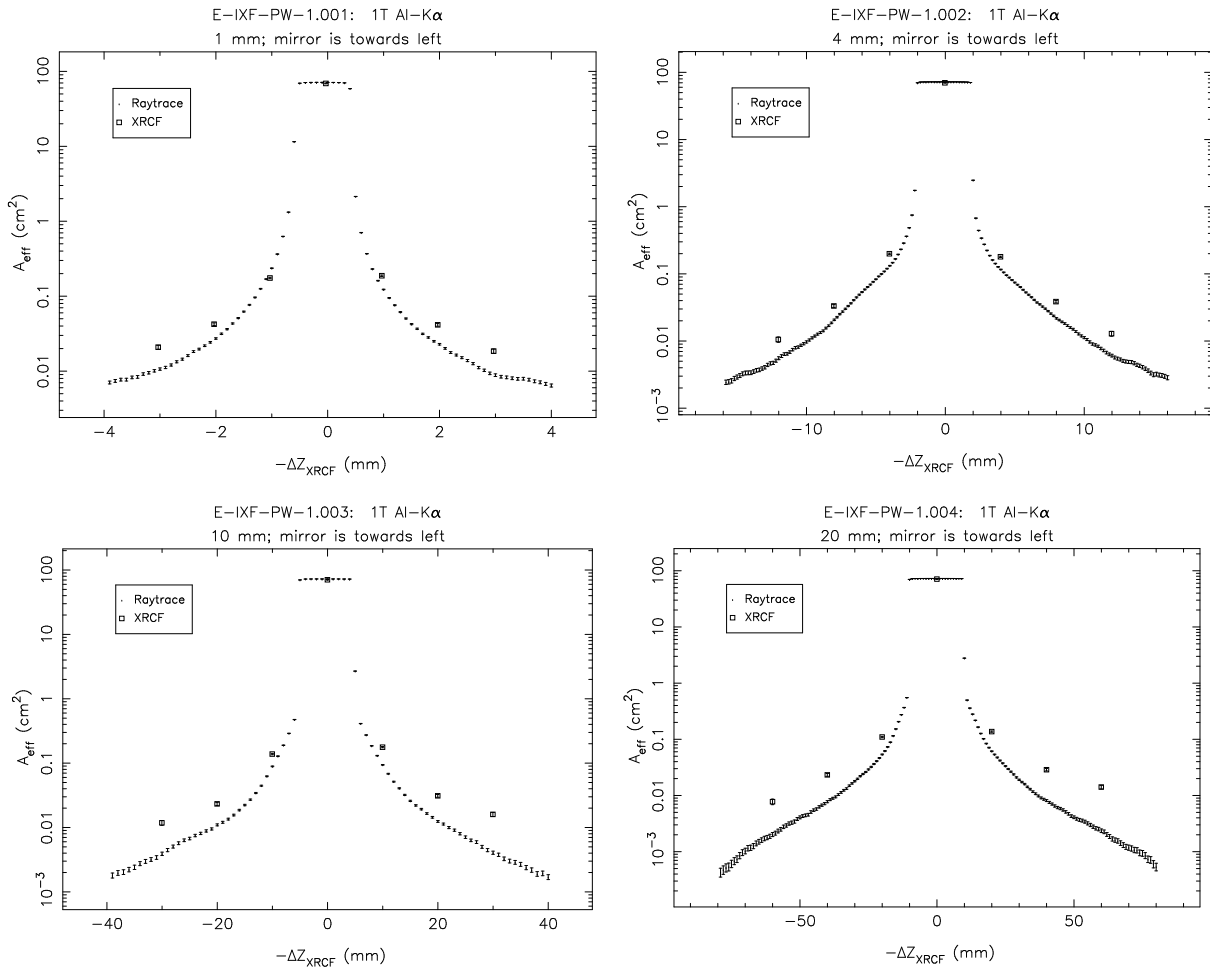 E-IXF-PW-1.001: 1T Al-Kα
1 mm; mirror is towards left
100
10
1
0.1
0.01
A_eff (cm²)
Raytrace
XRCF
−4 −2 0 2 4
−ΔZ_XRCF (mm)
E-IXF-PW-1.002: 1T Al-Kα
4 mm; mirror is towards left
100
10
1
0.1
0.01
10⁻³
A_eff (cm²)
Raytrace
XRCF
−10 0 10
−ΔZ_XRCF (mm)
E-IXF-PW-1.003: 1T Al-Kα
10 mm; mirror is towards left
100
10
1
0.1
0.01
10⁻³
A_eff (cm²)
Raytrace
XRCF
−40 −20 0 20 40
−ΔZ_XRCF (mm)
E-IXF-PW-1.004: 1T Al-Kα
20 mm; mirror is towards left
100
10
1
0.1
0.01
10⁻³
A_eff (cm²)
Raytrace
XRCF
−50 0 50
−ΔZ_XRCF (mm)